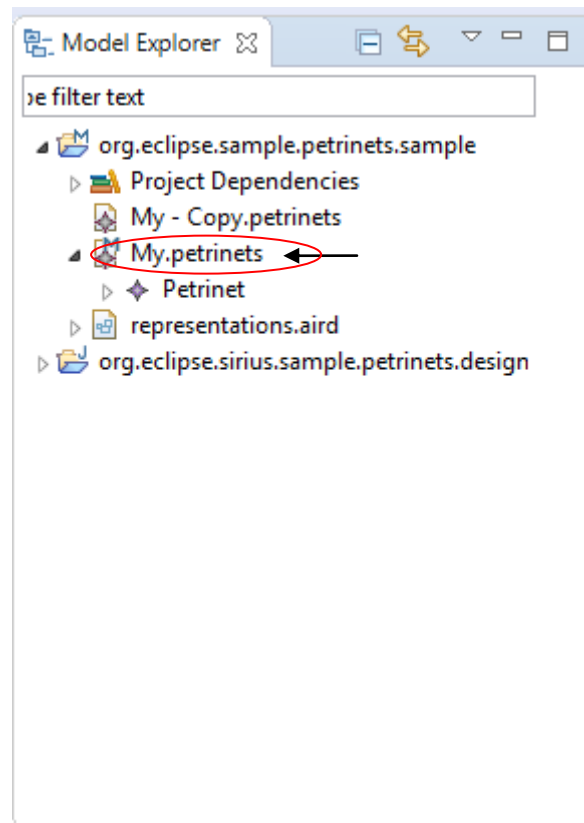 Model Explorer
pe filter text
org.eclipse.sample.petrinets.sample
Project Dependencies
My - Copy.petrinets
My.petrinets
Petrinet
representations.aird
org.eclipse.sirius.sample.petrinets.design